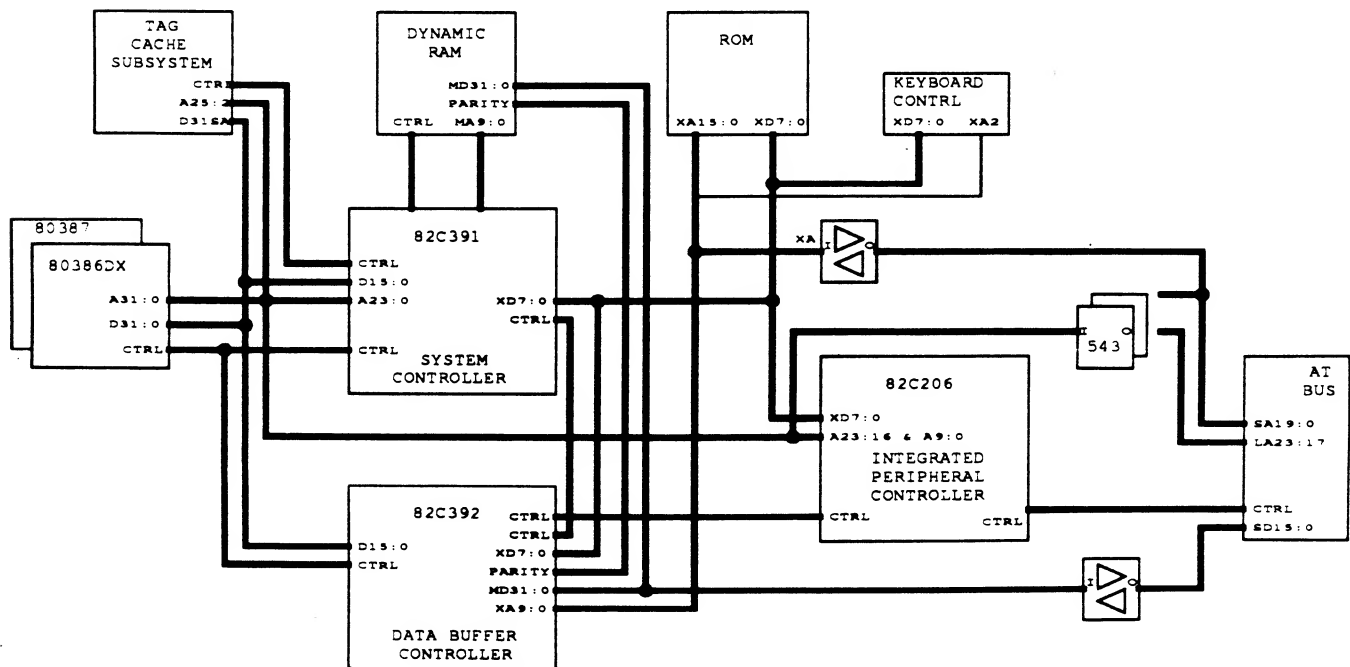 TAG
CACHE
SUBSYSTEM
CTRL
A25:2
D31SA
DYNAMIC
RAM
MD31:0
PARITY
CTRL MA9:0
ROM
XA15:0 XD7:0
KEYBOARD
CONTRL
XD7:0 XA2
80387
80386DX
A31:0
D31:0
CTRL
82C391
CTRL
D15:0
A23:0
XD7:0
CTRL
CTRL
SYSTEM
CONTROLLER
XA I O
I O
543
82C206
XD7:0
A23:16 & A9:0
INTEGRATED
PERIPHERAL
CONTROLLER
CTRL
CTRL
AT
BUS
SA19:0
LA23:17
CTRL
SD15:0
82C392
CTRL
CTRL
D15:0
XD7:0
CTRL
PARITY
MD31:0
XA9:0
DATA BUFFER
CONTROLLER
I O